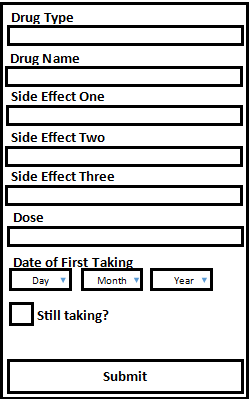 Drug Type
Drug Name
Side Effect One
Side Effect Two
Side Effect Three
Dose
Date of First Taking
Day Month Year
Still taking?
Submit